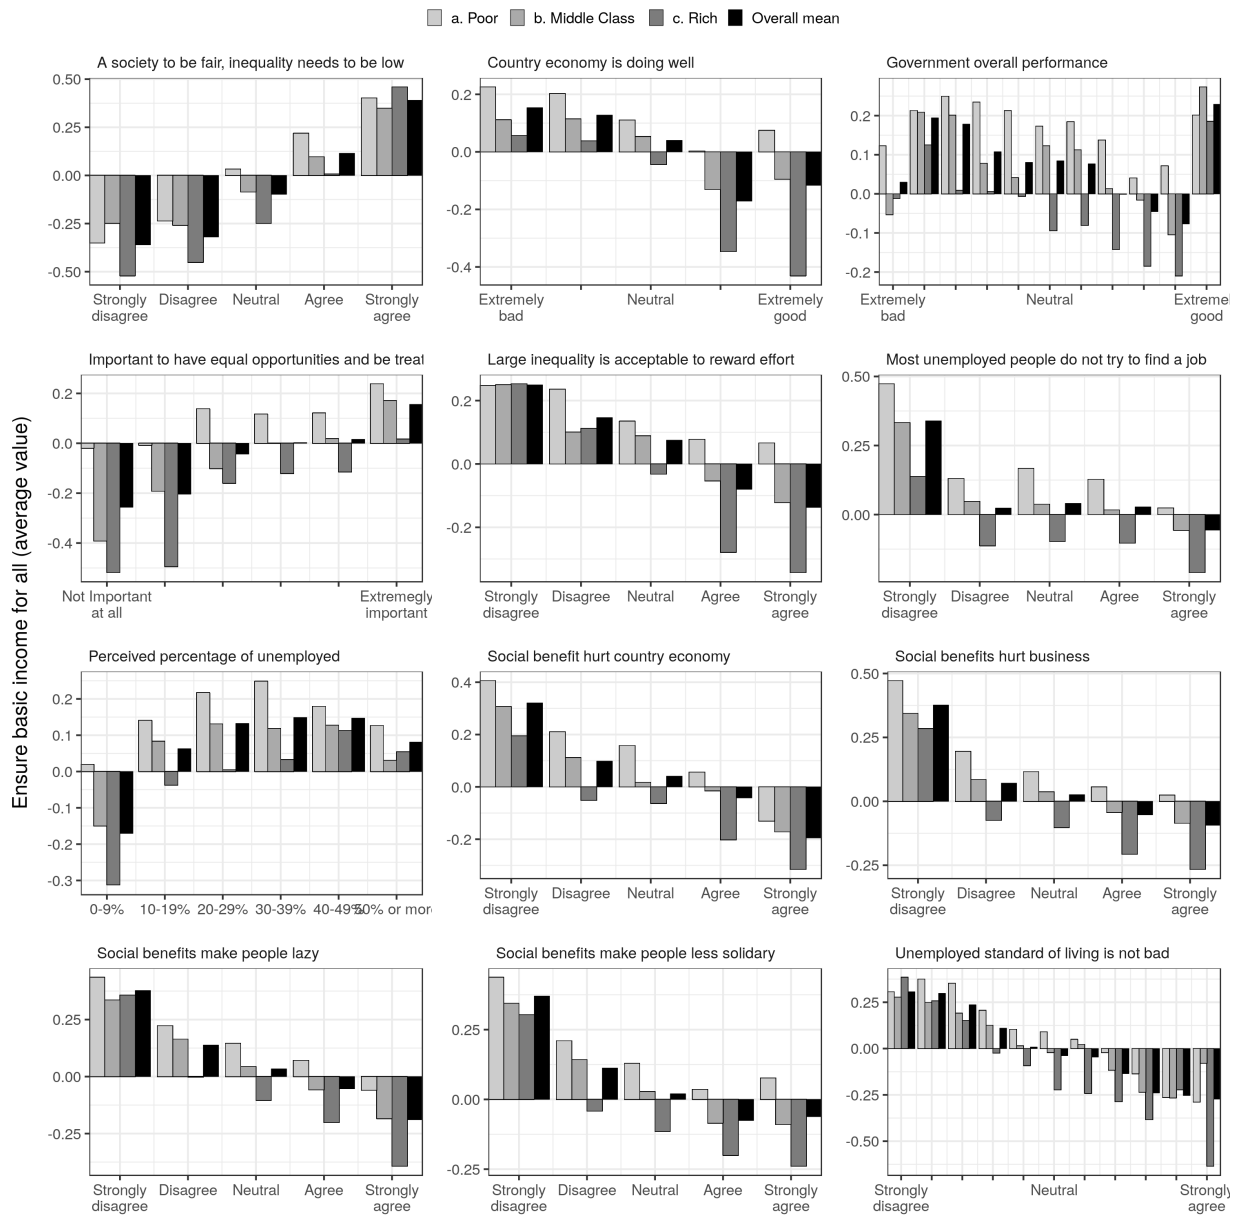 a. Poor b. Middle Class c. Rich Overall mean
Ensure basic income for all (average value)
A society to be fair, inequality needs to be low
0.50
0.25
0.00
-0.25
-0.50
Strongly disagree Disagree Neutral Agree Strongly agree
Country economy is doing well
0.2
0.0
-0.2
-0.4
Extremely bad Neutral Extremely good
Government overall performance
0.2
0.1
0.0
-0.1
-0.2
Extremely bad Neutral Extreme good
Important to have equal opportunities and be treat
0.2
0.0
-0.2
-0.4
Not Important at all Extremegly important
Large inequality is acceptable to reward effort
0.2
0.0
-0.2
Strongly disagree Disagree Neutral Agree Strongly agree
Most unemployed people do not try to find a job
0.50
0.25
0.00
Strongly disagree Disagree Neutral Agree Strongly agree
Perceived percentage of unemployed
0.2
0.1
0.0
-0.1
-0.2
-0.3
0-9% 10-19% 20-29% 30-39% 40-49% 50% or mor
Social benefit hurt country economy
0.4
0.2
0.0
-0.2
Strongly disagree Disagree Neutral Agree Strongly agree
Social benefits hurt business
0.50
0.25
0.00
-0.25
Strongly disagree Disagree Neutral Agree Strongly agree
Social benefits make people lazy
0.25
0.00
-0.25
Strongly disagree Disagree Neutral Agree Strongly agree
Social benefits make people less solidary
0.25
0.00
-0.25
Strongly disagree Disagree Neutral Agree Strongly agree
Unemployed standard of living is not bad
0.25
0.00
-0.25
-0.50
Strongly disagree Neutral Strongly agree